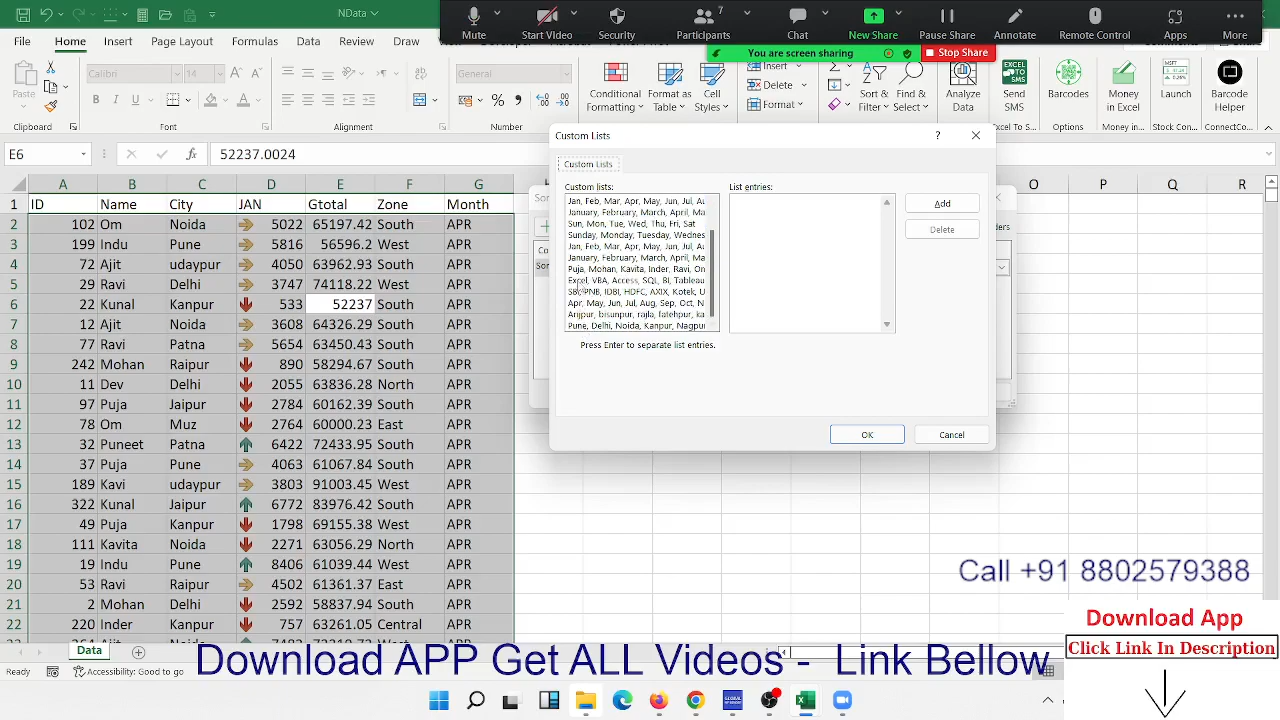 NData
Mute
Start Video
Security
Participants
7
Chat
New Share
Pause Share
Annotate
Remote Control
Apps
More
You are screen sharing
Stop Share
File
Home
Insert
Page Layout
Formulas
Data
Review
View
Calibri
14
General
Paste
Conditional Formatting
Format as Table
Cell Styles
Insert
Delete
Format
Sort & Filter
Find & Select
Analyze Data
Send SMS
Barcodes
Money in Excel
Launch
Barcode Helper
Clipboard
Font
Alignment
Excel To S...
Options
Excel
Stock Con...
ConnectCo...
E6
52237.0024
Custom Lists
Custom Lists
Custom lists:
List entries:
Jan, Feb, Mar, Apr, May, Jun, Jul, Au
January, February, March, April, Ma
Sun, Mon, Tue, Wed, Thu, Fri, Sat
Sunday, Monday, Tuesday, Wednes
Jan, Feb, Mar, Apr, May, Jun, Jul, Au
January, February, March, April, Ma
Puja, Mohan, Kavita, Inder, Ravi, On
Excel, VBA, Access, SQL, BI, Tableau
SBI, PNB, IDBI, HDFC, AXIX, Kotek, U
Apr, May, Jun, Jul, Aug, Sep, Oct, N
Pune, Delhi, Noida, Kanpur, Nagpu
Add
Delete
Press Enter to separate list entries.
OK
Cancel
A B C D E F G O P Q R
1 ID Name City JAN Gtotal Zone Month
2 102 Om Noida 5022 65197.42 South APR
3 199 Indu Pune 5816 56596.2 West APR
4 72 Ajit udaypur 4050 63962.93 South APR
5 29 Ravi Delhi 3747 74118.22 West APR
6 22 Kunal Kanpur 533 52237 South APR
7 12 Ajit Noida 3608 64326.29 South APR
8 77 Ravi Patna 5654 63450.43 South APR
9 242 Mohan Raipur 890 58294.67 South APR
10 11 Dev Delhi 2055 63836.28 North APR
11 97 Puja Jaipur 2784 60162.39 South APR
12 78 Om Muz 2764 60000.23 East APR
13 32 Puneet Patna 6422 72433.95 South APR
14 37 Puja Pune 4063 61067.84 South APR
15 189 Kavi udaypur 3803 91003.45 West APR
16 322 Kunal Jaipur 6772 83976.42 South APR
17 49 Puja Kanpur 1798 69155.38 West APR
18 111 Kavita Noida 2271 63056.29 North APR
19 19 Indu Pune 8406 61039.44 West APR
20 53 Ravi Raipur 4502 61361.37 East APR
21 2 Mohan Delhi 2592 58837.94 South APR
22 220 Inder Kanpur 757 63261.05 Central APR
Call +91 8802579388
Download App
Click Link In Description
Data
Download APP Get ALL Videos - Link Bellow
Ready
Accessibility: Good to go